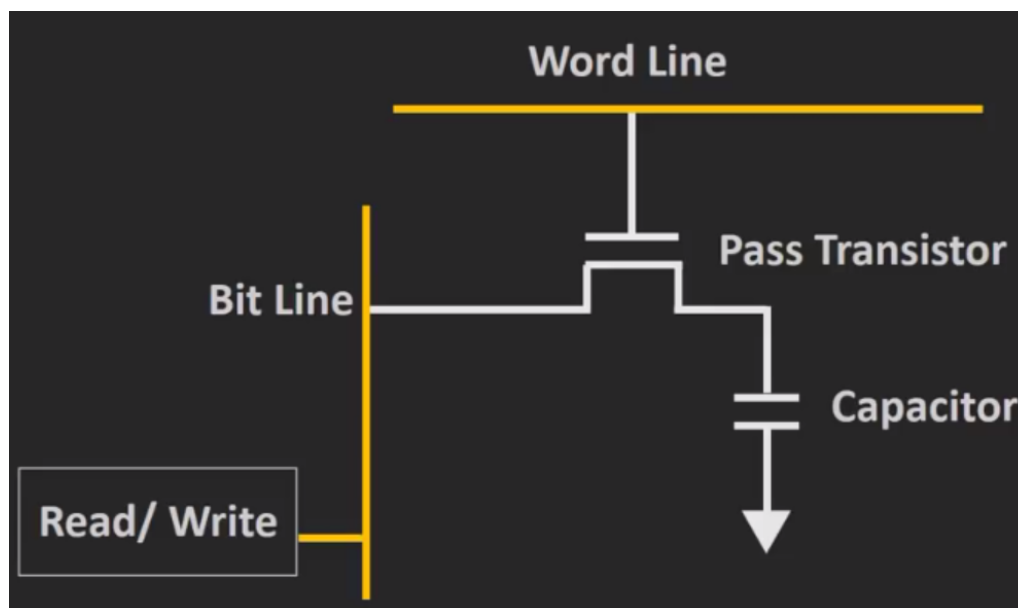 Word Line
Pass Transistor
Bit Line
Capacitor
Read/ Write